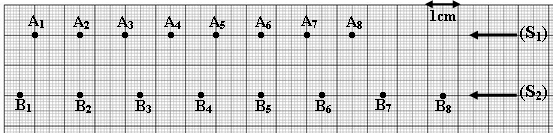 A1 A2 A3 A4 A5 A6 A7 A8 1cm
(S1)
B1 B2 B3 B4 B5 B6 B7 B8
(S2)